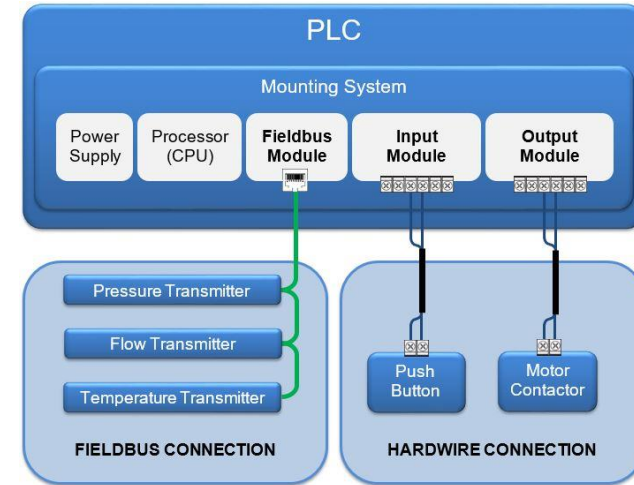 PLC
Mounting System
Power
Supply
Processor
(CPU)
Fieldbus
Module
Input
Module
Output
Module
Pressure Transmitter
Flow Transmitter
Temperature Transmitter
FIELDBUS CONNECTION
Push
Button
Motor
Contactor
HARDWIRE CONNECTION